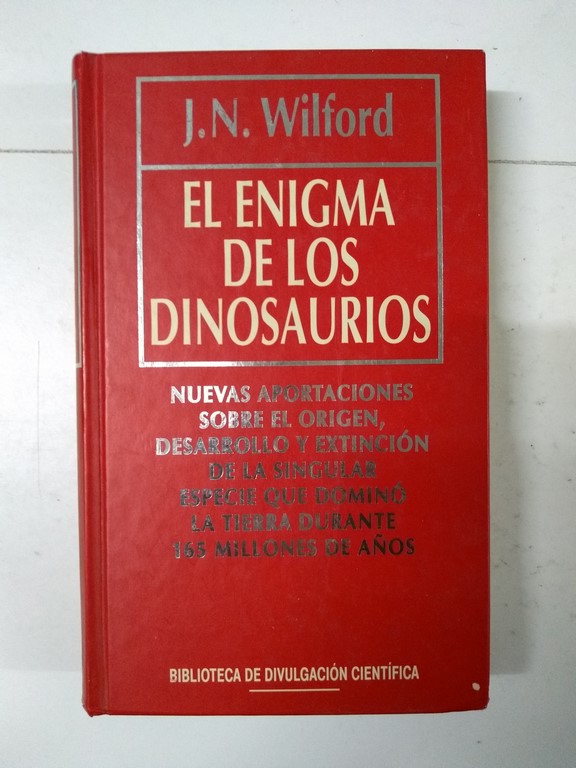 J.N. Wilford
EL ENIGMA
DE LOS
DINOSAURIOS
NUEVAS APORTACIONES
SOBRE EL ORIGEN,
DESARROLLO Y EXTINCIÓN
DE LA SINGULAR
ESPECIE QUE DOMINÓ
LA TIERRA DURANTE
165 MILLONES DE AÑOS
BIBLIOTECA DE DIVULGACIÓN CIENTÍFICA